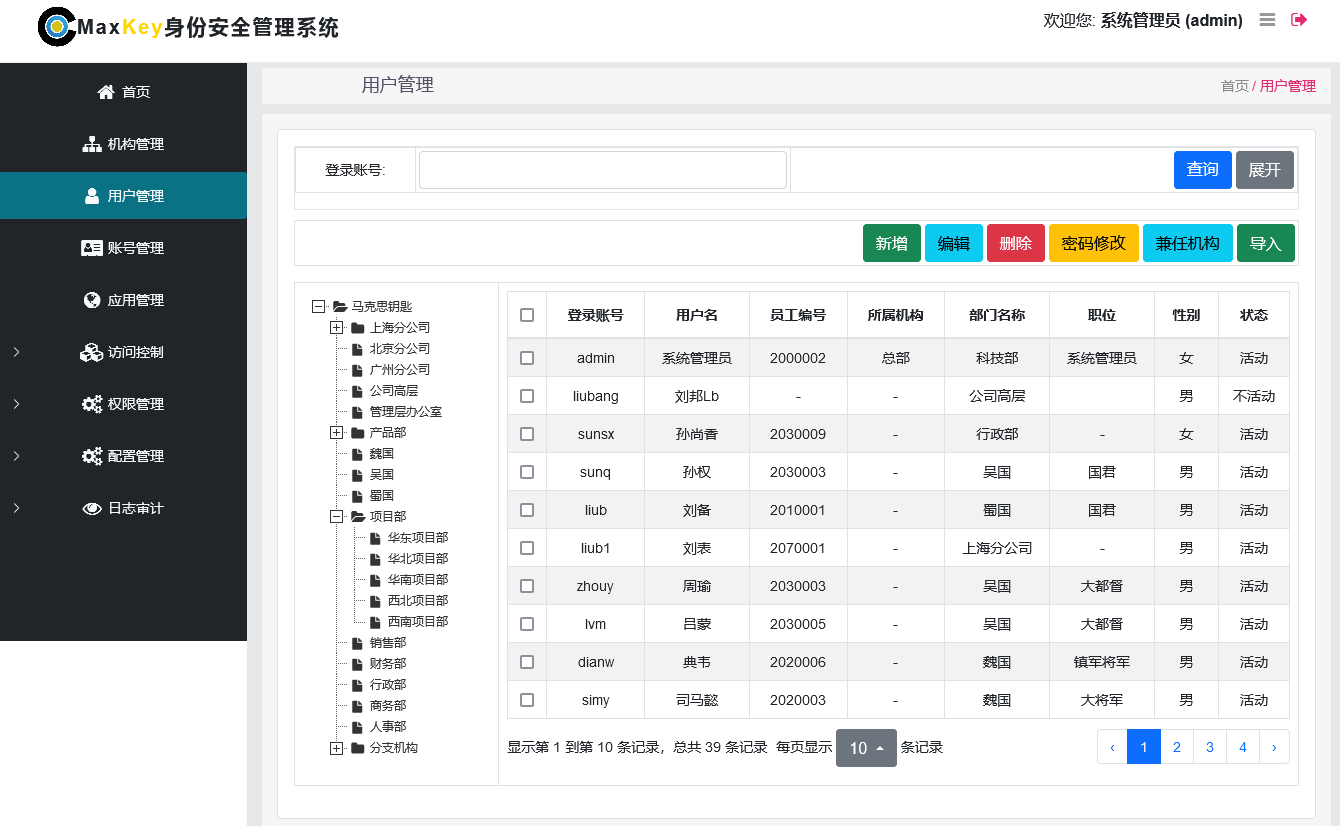 MaxKey身份安全管理系统
欢迎您: 系统管理员 (admin)
首页
机构管理
用户管理
账号管理
应用管理
访问控制
权限管理
配置管理
日志审计
用户管理
首页 / 用户管理
登录账号:
查询 展开
新增 编辑 删除 密码修改 兼任机构 导入
马克思钥匙
上海分公司
北京分公司
广州分公司
公司高层
管理层办公室
产品部
魏国
吴国
蜀国
项目部
华东项目部
华北项目部
华南项目部
西北项目部
西南项目部
销售部
财务部
行政部
商务部
人事部
分支机构
登录账号 用户名 员工编号 所属机构 部门名称 职位 性别 状态
admin 系统管理员 2000002 总部 科技部 系统管理员 女 活动
liubang 刘邦Lb - - 公司高层 男 不活动
sunsx 孙尚香 2030009 - 行政部 - 女 活动
sunq 孙权 2030003 - 吴国 国君 男 活动
liub 刘备 2010001 - 蜀国 国君 男 活动
liub1 刘表 2070001 - 上海分公司 - 男 活动
zhouy 周瑜 2030003 - 吴国 大都督 男 活动
lvm 吕蒙 2030005 - 吴国 大都督 男 活动
dianw 典韦 2020006 - 魏国 镇军将军 男 活动
simy 司马懿 2020003 - 魏国 大将军 男 活动
显示第 1 到第 10 条记录，总共 39 条记录 每页显示 10 条记录
‹ 1 2 3 4 ›